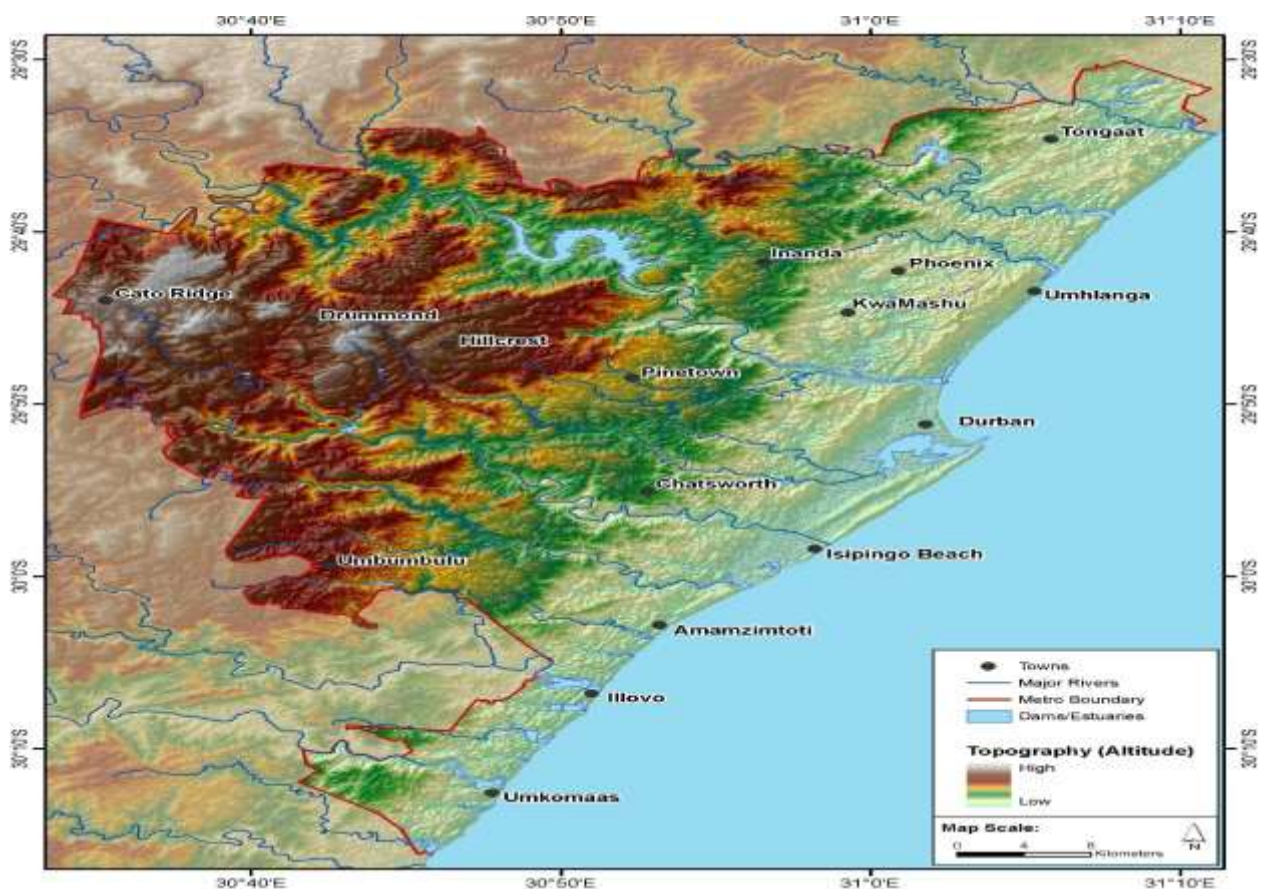 30°40'E 30°50'E 31°0'E 31°10'E
29°30'S 29°30'S
Tongaat
29°40'S 29°40'S
Inanda
Phoenix
Cato Ridge
Umhlanga
KwaMashu
Drummond
Hillcrest
Pinetown
29°50'S 29°50'S
Durban
Chatsworth
Isipingo Beach
Umbumbulu
30°0'S 30°0'S
Amamzimtoti
Illovo
30°10'S 30°10'S
Umkomaas
Towns
Major Rivers
Metro Boundary
Dams/Estuaries
Topography (Altitude)
High
Low
Map Scale:
0 4 8
Kilometers
N
30°40'E 30°50'E 31°0'E 31°10'E